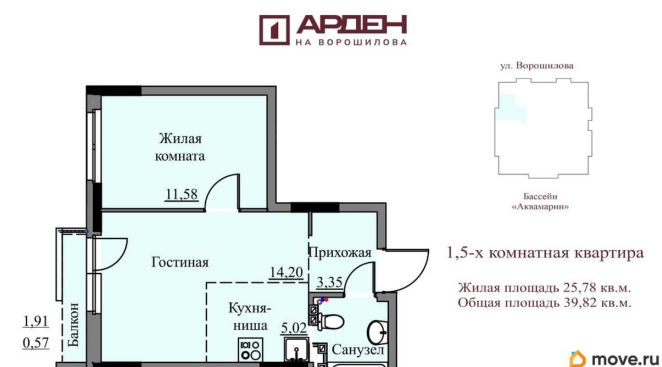 АРДЕН
НА ВОРОШИЛОВА
ул. Ворошилова
Жилая
комната
11,58
Бассейн
«Аквамарин»
Гостиная
14,20
Прихожая
3,35
1,5-х комнатная квартира
Жилая площадь 25,78 кв.м.
Общая площадь 39,82 кв.м.
Балкон
1,91
0,57
Кухня-
ниша
5,02
Санузел
move.ru